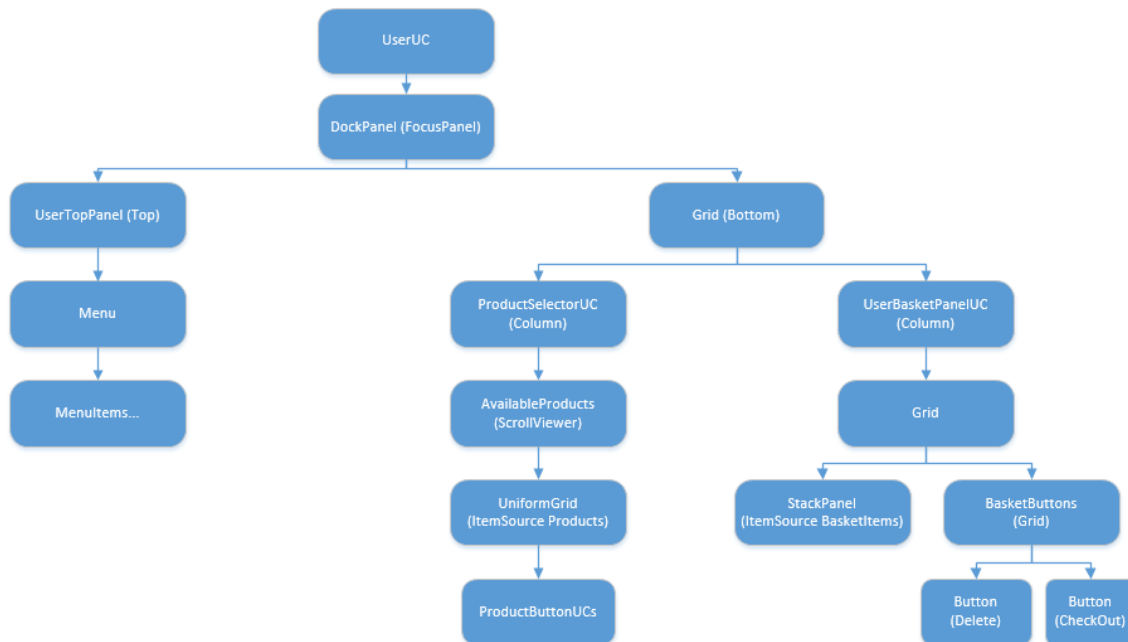 UserUC
DockPanel (FocusPanel)
UserTopPanel (Top)
Grid (Bottom)
Menu
ProductSelectorUC
(Column)
UserBasketPanelUC
(Column)
MenuItems...
AvailableProducts
(ScrollViewer)
Grid
UniformGrid
(ItemSource Products)
StackPanel
(ItemSource BasketItems)
BasketButtons
(Grid)
ProductButtonUCs
Button
(Delete)
Button
(CheckOut)